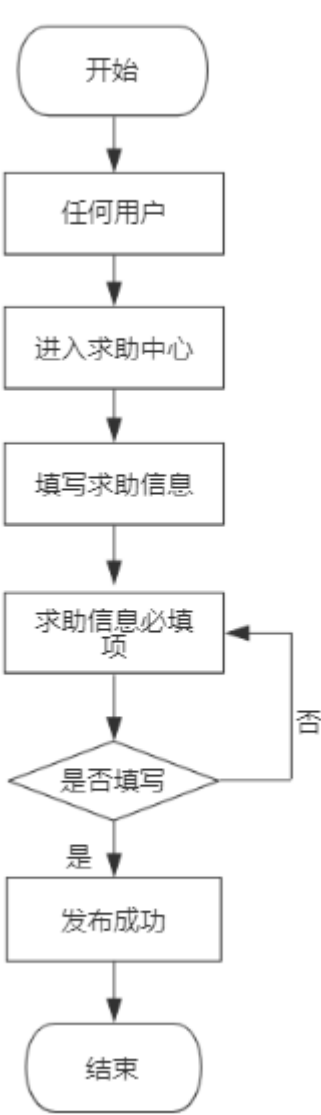 开始
任何用户
进入求助中心
填写求助信息
求助信息必填
项
否
是否填写
是
发布成功
结束